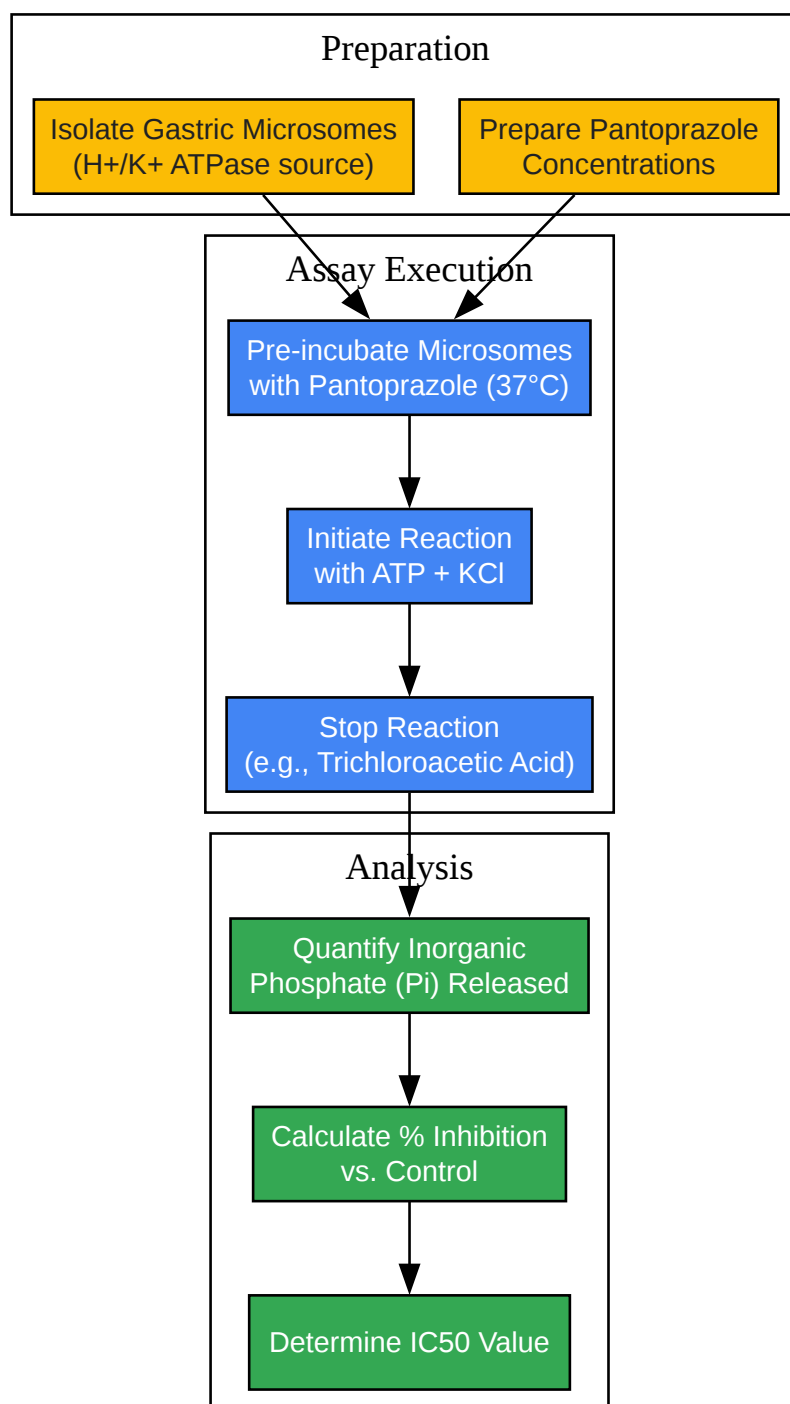 Preparation
Isolate Gastric Microsomes
(H+/K+ ATPase source)
Prepare Pantoprazole
Concentrations
Assay Execution
Pre-incubate Microsomes
with Pantoprazole (37°C)
Initiate Reaction
with ATP + KCl
Stop Reaction
(e.g., Trichloroacetic Acid)
Analysis
Quantify Inorganic
Phosphate (Pi) Released
Calculate % Inhibition
vs. Control
Determine IC50 Value